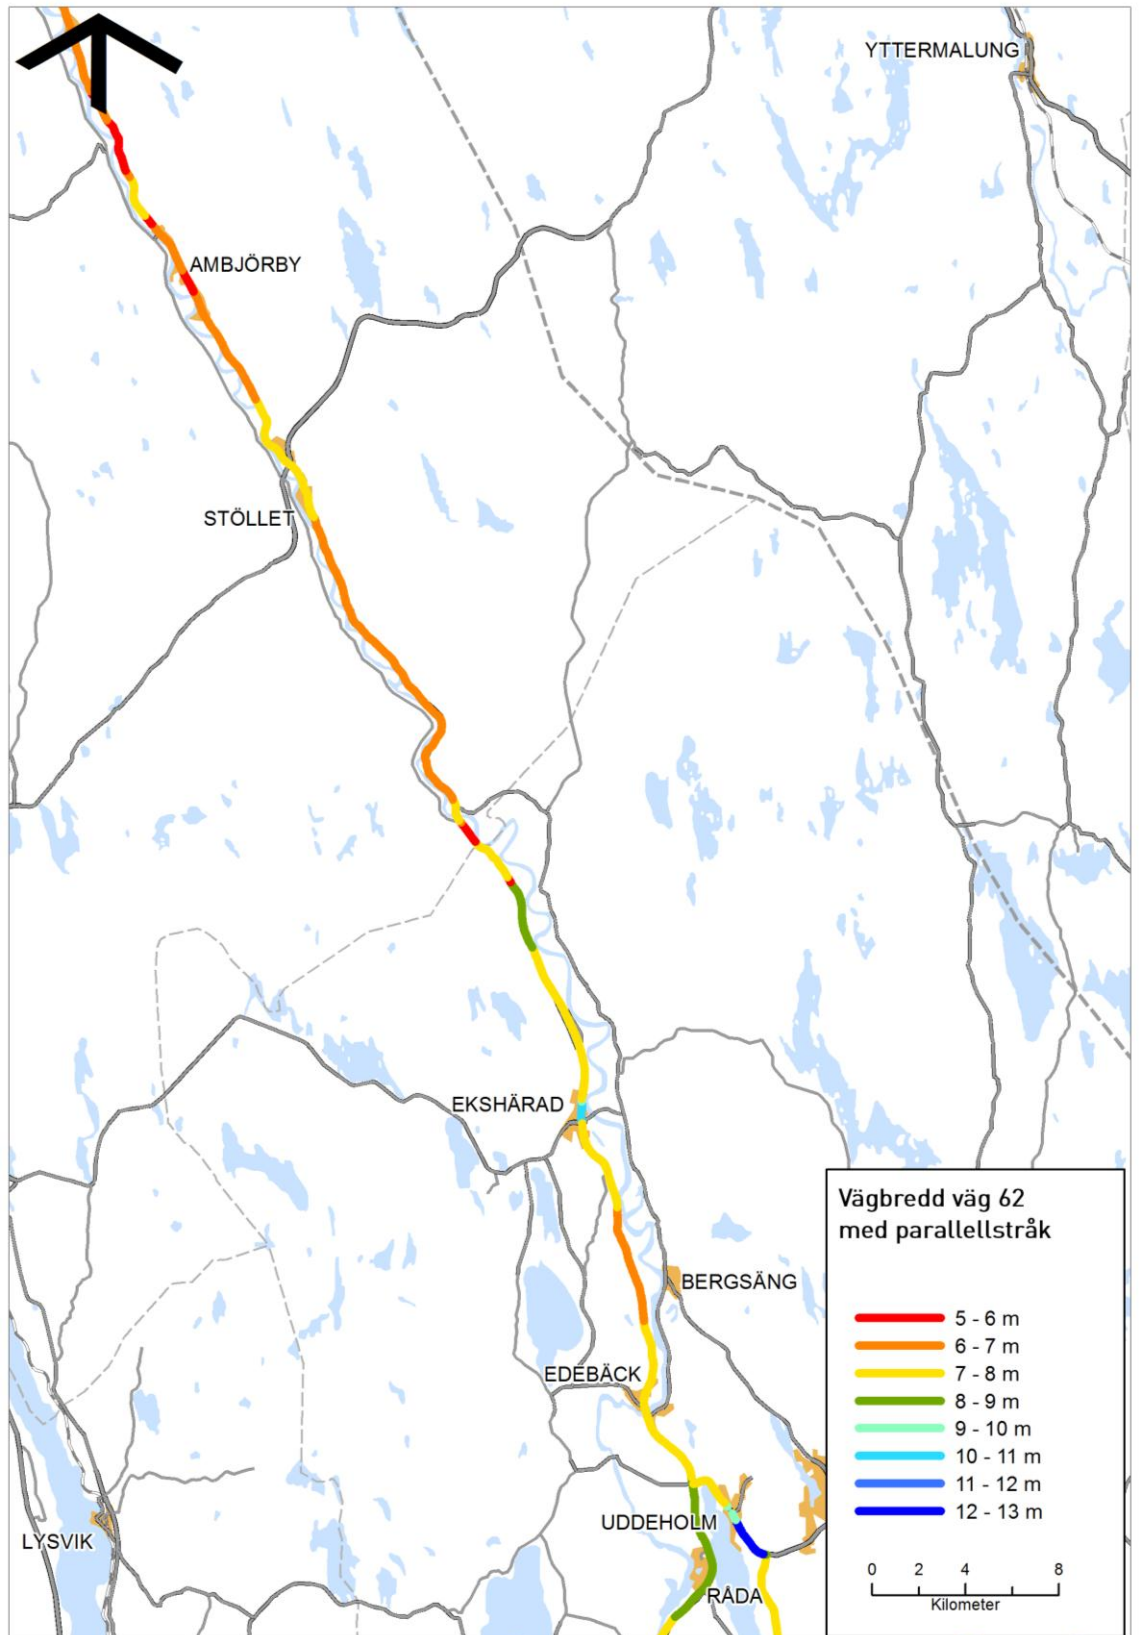 YTTERMALUNG
AMBJÖRBY
STÖLLET
EKSHÄRAD
BERGSÄNG
EDEBÄCK
UDDEHOLM
LYSVIK
RÅDA
Vägbredd väg 62
med parallellstråk
5 - 6 m
6 - 7 m
7 - 8 m
8 - 9 m
9 - 10 m
10 - 11 m
11 - 12 m
12 - 13 m
0 2 4 8
Kilometer